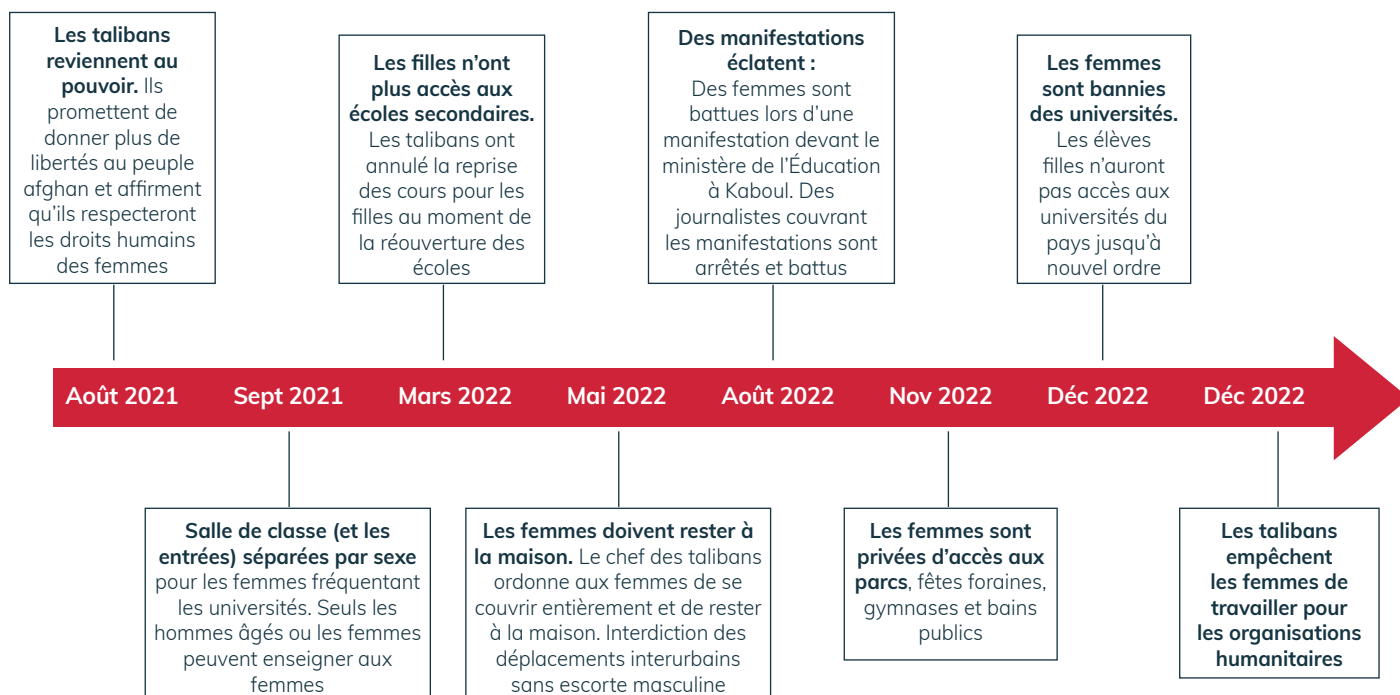 Les talibans
reviennent au
pouvoir. Ils
promettent de
donner plus de
libertés au peuple
afghan et affirment
qu'ils respecteront
les droits humains
des femmes
Les filles n'ont
plus accès aux
écoles secondaires.
Les talibans ont
annulé la reprise
des cours pour les
filles au moment de
la réouverture des
écoles
Des manifestations
éclatent :
Des femmes sont
battues lors d'une
manifestation devant le
ministère de l'Éducation
à Kaboul. Des
journalistes couvrant
les manifestations sont
arrêtés et battus
Les femmes
sont bannies
des universités.
Les élèves
filles n'auront
pas accès aux
universités du
pays jusqu'à
nouvel ordre
Août 2021 Sept 2021 Mars 2022 Mai 2022 Août 2022 Nov 2022 Déc 2022 Déc 2022
Salle de classe (et les
entrées) séparées par sexe
pour les femmes fréquentant
les universités. Seuls les
hommes âgés ou les femmes
peuvent enseigner aux
femmes
Les femmes doivent rester à
la maison. Le chef des talibans
ordonne aux femmes de se
couvrir entièrement et de rester
à la maison. Interdiction des
déplacements interurbains
sans escorte masculine
Les femmes sont
privées d'accès aux
parcs, fêtes foraines,
gymnases et bains
publics
Les talibans
empêchent
les femmes de
travailler pour
les organisations
humanitaires